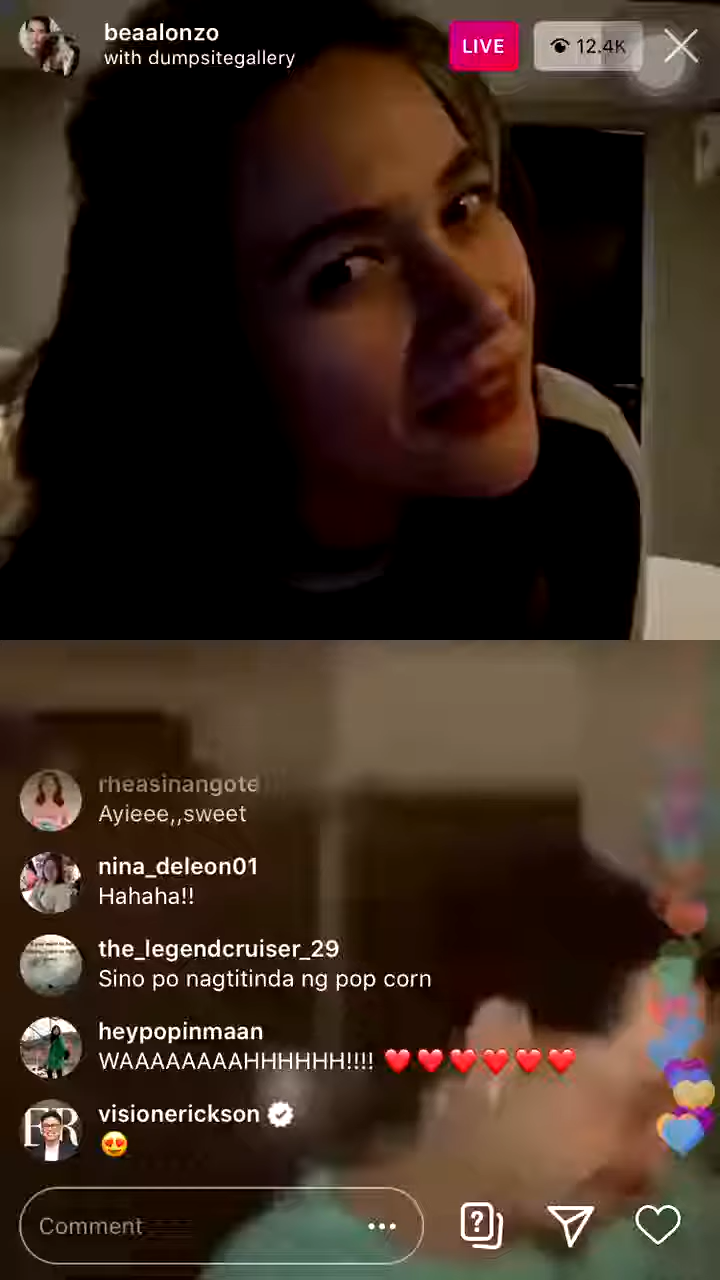 beaalonzo
with dumpsitegallery
LIVE
12.4K
rheasinangote
Ayieee,,sweet
nina_deleon01
Hahaha!!
the_legendcruiser_29
Sino po nagtitinda ng pop corn
heypopinmaan
WAAAAAAAAHHHHHH!!!! ❤️❤️❤️❤️❤️❤️
visionerickson
😍
Comment